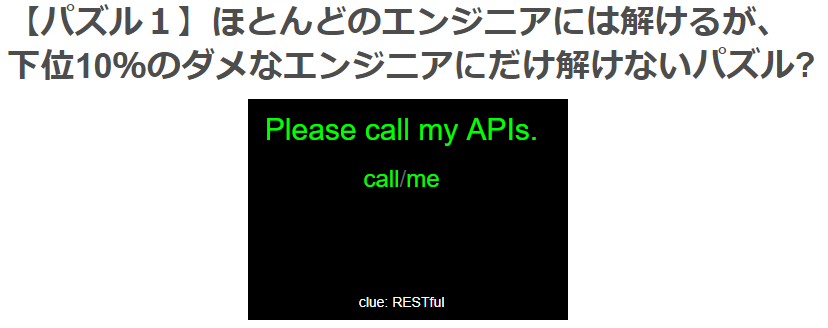 【パズル１】ほとんどのエンジニアには解けるが、
下位10%のダメなエンジニアにだけ解けないパズル?
Please call my APIs.
call/me
clue: RESTful